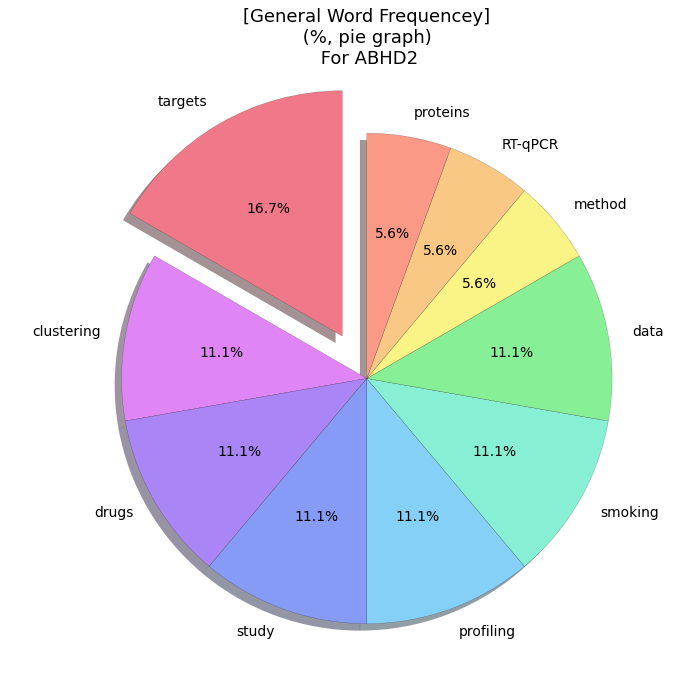 [General Word Frequencey]
(%, pie graph)
For ABHD2
targets
16.7%
proteins
5.6%
RT-qPCR
5.6%
method
5.6%
data
11.1%
smoking
11.1%
profiling
11.1%
study
11.1%
drugs
11.1%
clustering
11.1%